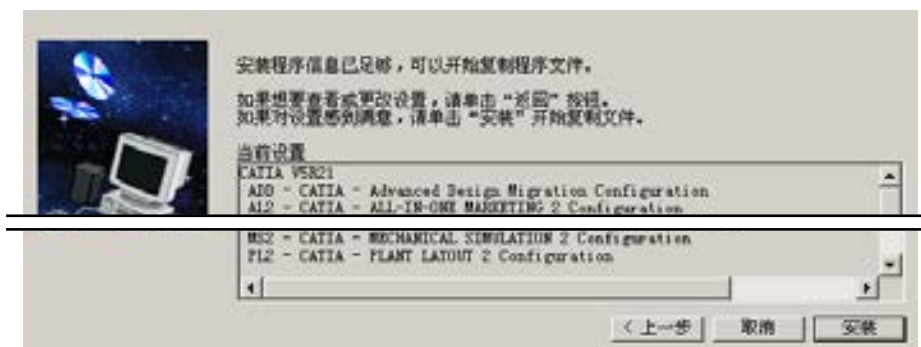 安装程序信息已足够，可以开始复制程序文件。
如果想要查看或更改设置，请单击“返回”按钮。
如果对设置感到满意，请单击“安装”开始复制文件。
当前设置
CATIA V5R21
ADD - CATIA - Advanced Design Migration Configuration
AL2 - CATIA - ALL-IN-ONE MARKETING 2 Configuration
MS2 - CATIA - MECHANICAL SIMULATION 2 Configuration
PL2 - CATIA - PLANT LAYOUT 2 Configuration
< 上一步 取消 安装